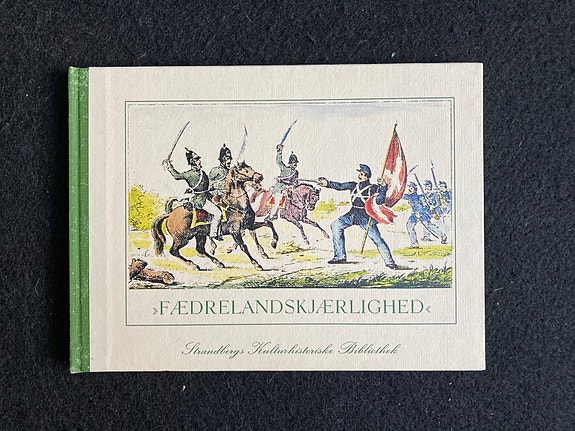 ›FÆDRELANDSKJÆRLIGHED‹
Strandbergs Kulturhistoriske Bibliothek